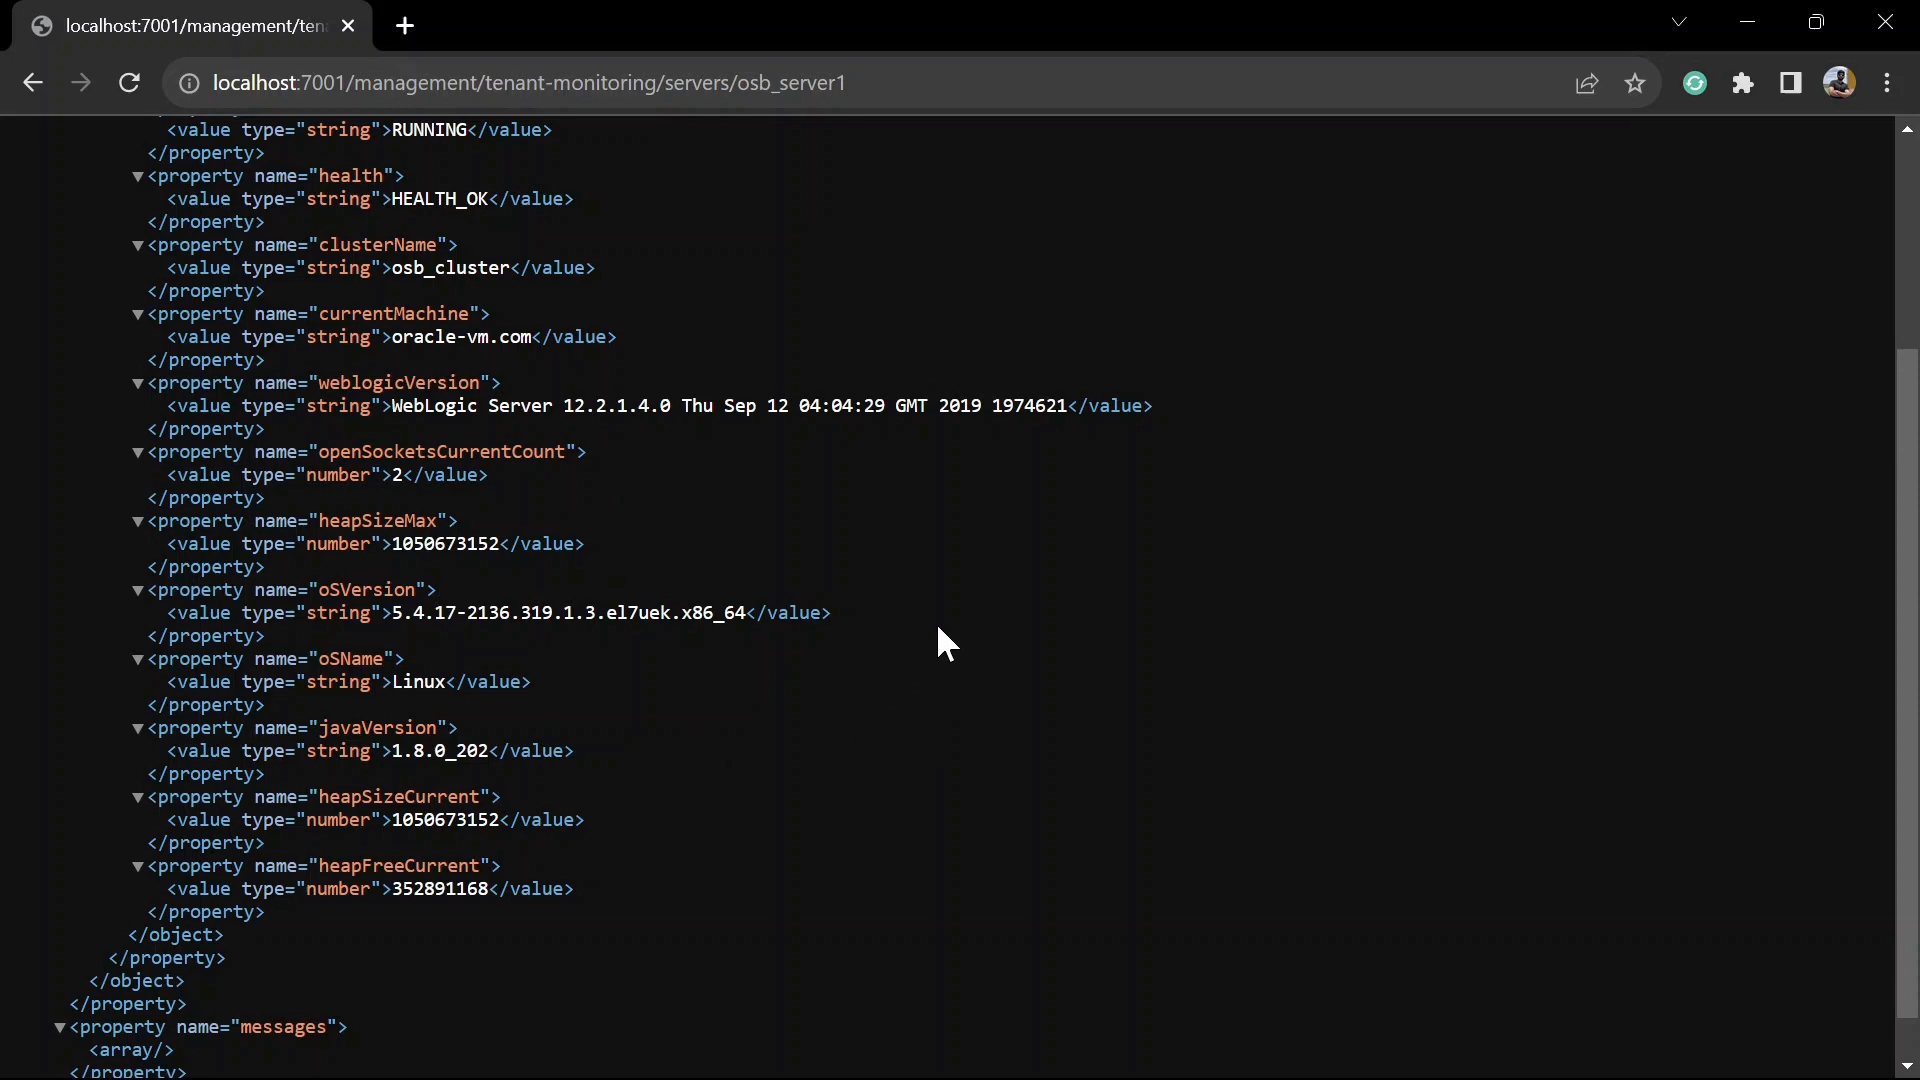 localhost:7001/management/ten
localhost:7001/management/tenant-monitoring/servers/osb_server1
<value type="string">RUNNING</value>
</property>
▼<property name="health">
<value type="string">HEALTH_OK</value>
</property>
▼<property name="clusterName">
<value type="string">osb_cluster</value>
</property>
▼<property name="currentMachine">
<value type="string">oracle-vm.com</value>
</property>
▼<property name="weblogicVersion">
<value type="string">WebLogic Server 12.2.1.4.0 Thu Sep 12 04:04:29 GMT 2019 1974621</value>
</property>
▼<property name="openSocketsCurrentCount">
<value type="number">2</value>
</property>
▼<property name="heapSizeMax">
<value type="number">1050673152</value>
</property>
▼<property name="oSVersion">
<value type="string">5.4.17-2136.319.1.3.el7uek.x86_64</value>
</property>
▼<property name="oSName">
<value type="string">Linux</value>
</property>
▼<property name="javaVersion">
<value type="string">1.8.0_202</value>
</property>
▼<property name="heapSizeCurrent">
<value type="number">1050673152</value>
</property>
▼<property name="heapFreeCurrent">
<value type="number">352891168</value>
</property>
</object>
</property>
</object>
</property>
▼<property name="messages">
<array/>
</property>